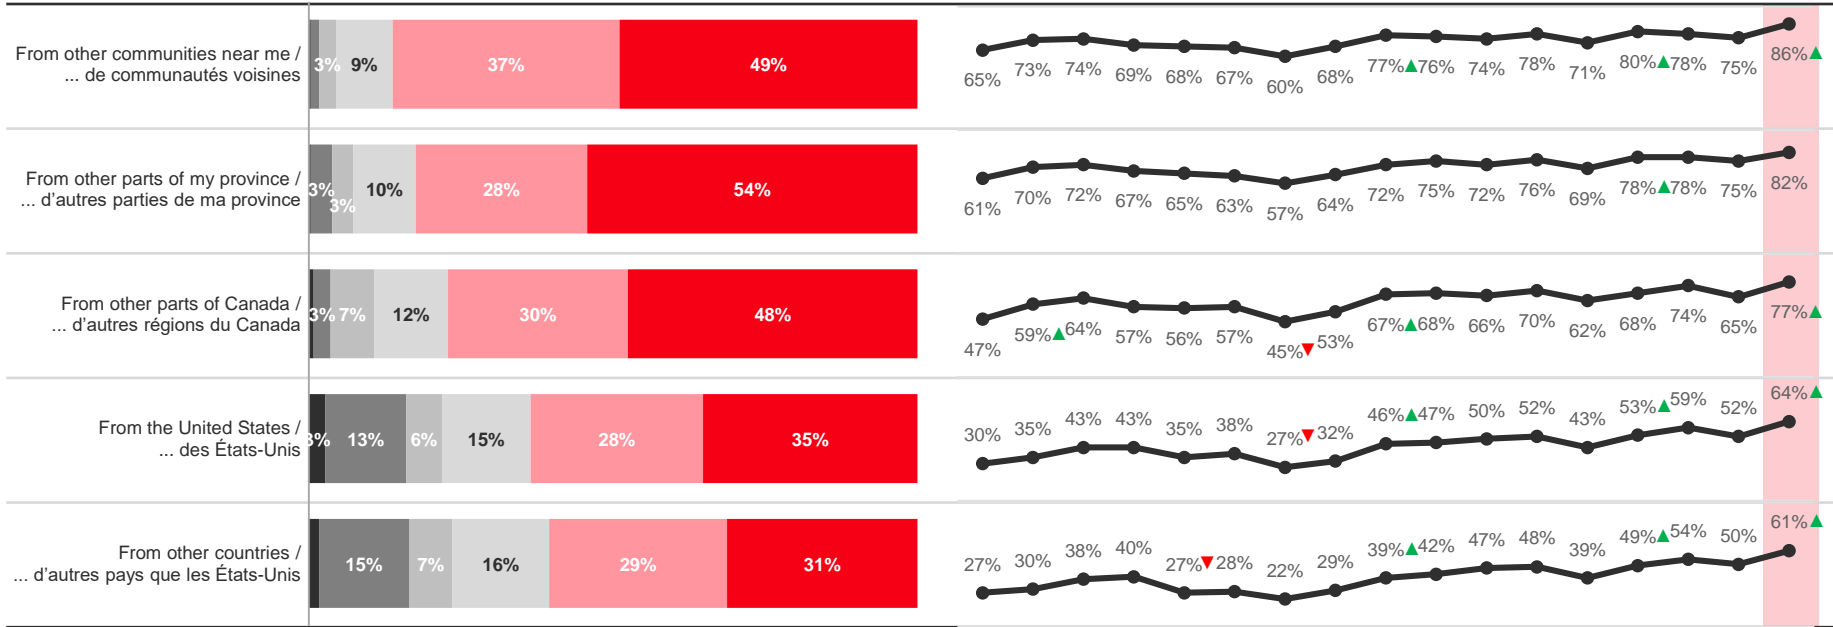 From other communities near me /
... de communautés voisines
3% 9% 37% 49%
65% 73% 74% 69% 68% 67% 60% 68% 77% 76% 74% 78% 71% 80% 78% 75% 86%
From other parts of my province /
... d'autres parties de ma province
3% 3% 10% 28% 54%
61% 70% 72% 67% 65% 63% 57% 64% 72% 75% 72% 76% 69% 78% 78% 75% 82%
From other parts of Canada /
... d'autres régions du Canada
3% 7% 12% 30% 48%
47% 59% 64% 57% 56% 57% 45% 53% 67% 68% 66% 70% 62% 68% 74% 65% 77%
From the United States /
... des États-Unis
3% 13% 6% 15% 28% 35%
30% 35% 43% 43% 35% 38% 27% 32% 46% 47% 50% 52% 43% 53% 59% 52% 64%
From other countries /
... d'autres pays que les États-Unis
15% 7% 16% 29% 31%
27% 30% 38% 40% 27% 28% 22% 29% 39% 42% 47% 48% 39% 49% 54% 50% 61%